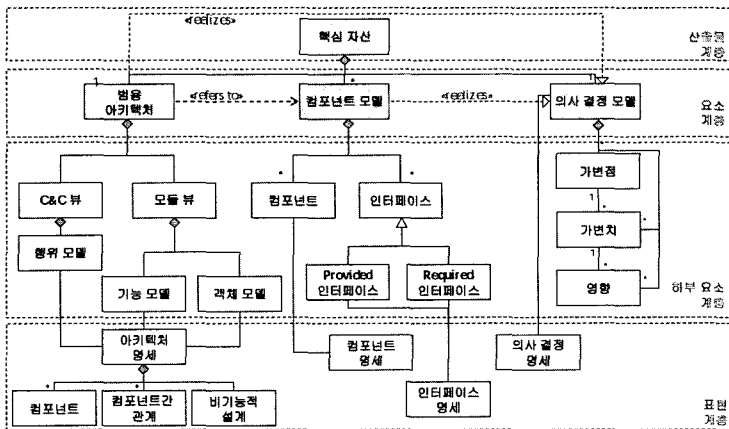 «realizes»
핵심 자산
산출물
계층
1
*
1
범용
아키텍처
«refers to»
컴포넌트 모델
«realizes»
의사 결정 모델
요소
계층
*
*
C&C 뷰
모듈 뷰
컴포넌트
인터페이스
가변점
1
*
행위 모델
가변치
*
1
Provided
인터페이스
Required
인터페이스
기능 모델
객체 모델
*
*
영향
하부 요소
계층
아키텍처
명세
컴포넌트
명세
의사 결정
명세
*
*
컴포넌트
컴포넌트간
관계
비기능적
설계
인터페이스
명세
표현
계층